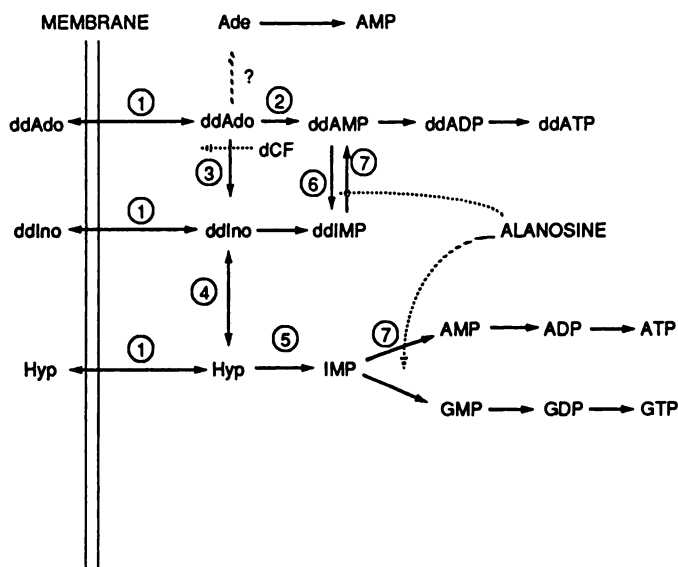 MEMBRANE Ade AMP
?
ddAdo 1 ddAdo 2 ddAMP ddADP ddATP
dCF
3 6 7
ddIno 1 ddIno ddIMP ALANOSINE
4
7 AMP ADP ATP
Hyp 1 Hyp 5 IMP
GMP GDP GTP